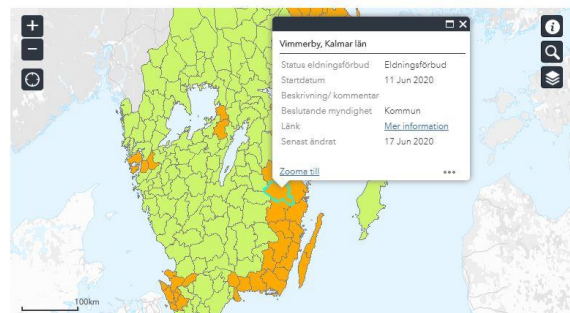 Vimmerby, Kalmar län
Status eldningsförbud Eldningsförbud
Startdatum 11 Jun 2020
Beskrivning/ kommentar
Beslutande myndighet Kommun
Länk Mer information
Senast ändrat 17 Jun 2020
Zooma till
100km